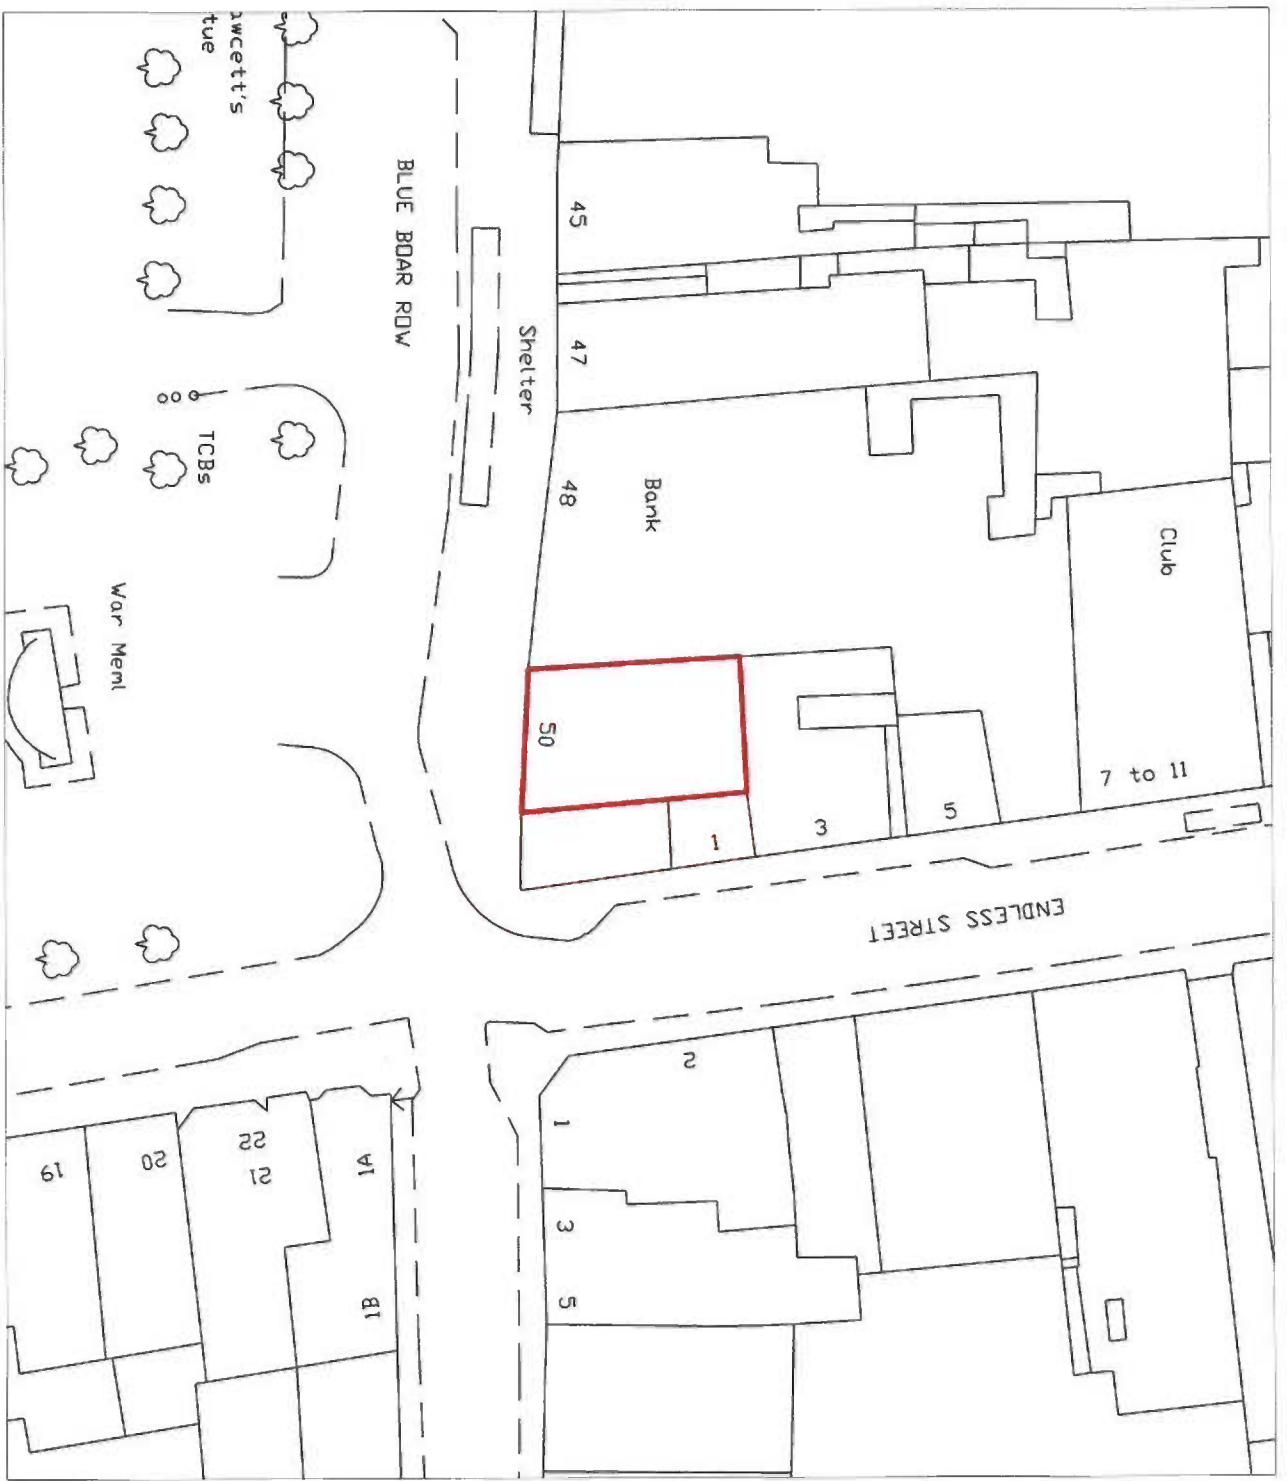 awcett's
tue
BLUE BOAR ROW
45
47
Shelter
48
Bank
TCBs
War Meml
Club
50
7 to 11
5
3
1
ENDLESS STREET
2
1
3
5
19
20
22
21
1A
1B